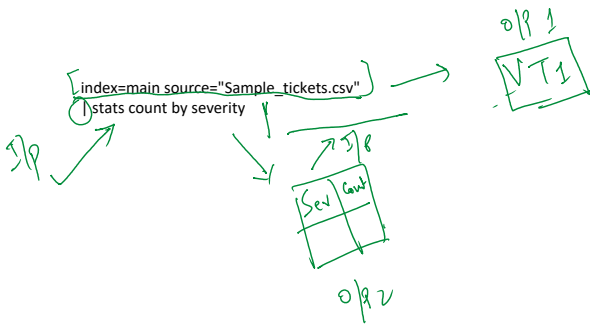 O/P 1
VT1
index=main source="Sample_tickets.csv"
| stats count by severity
I/P
I/P
Sev Count
O/P 2